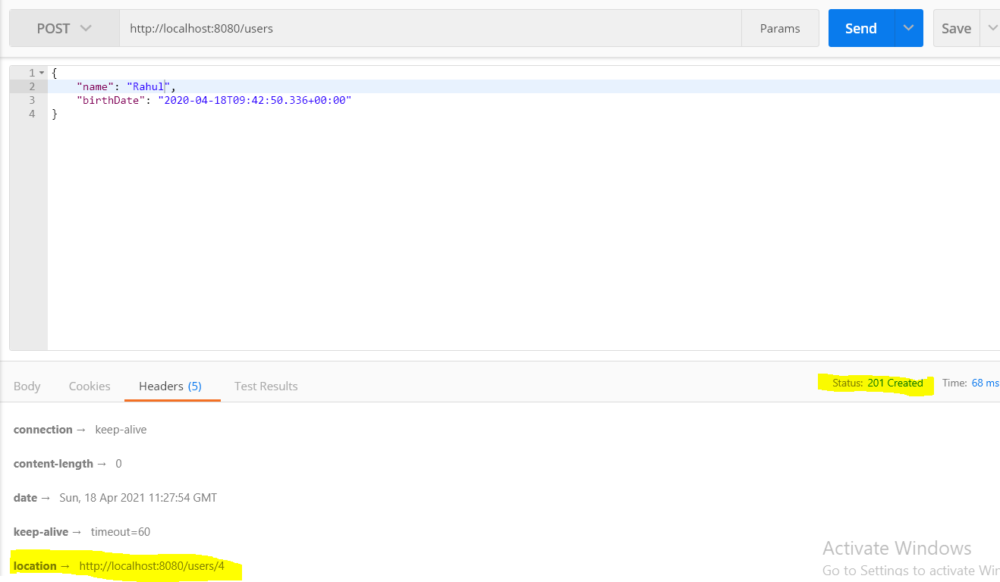 POST http://localhost:8080/users Params Send Save
1 {
2 "name": "Rahul",
3 "birthDate": "2020-04-18T09:42:50.336+00:00"
4 }
Body Cookies Headers (5) Test Results Status: 201 Created Time: 68 ms
connection → keep-alive
content-length → 0
date → Sun, 18 Apr 2021 11:27:54 GMT
keep-alive → timeout=60
location → http://localhost:8080/users/4
Activate Windows
Go to Settings to activate Win